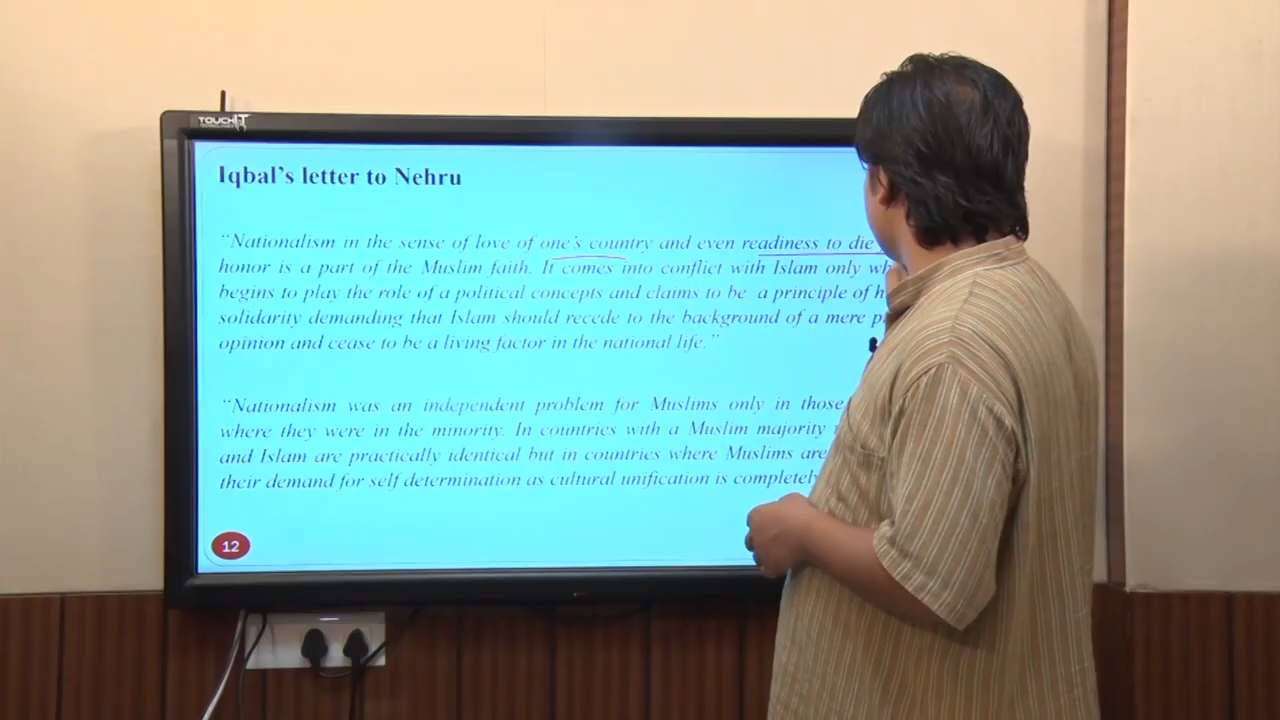 TOUCHIT
TECHNOLOGIES
Iqbal's letter to Nehru
“Nationalism in the sense of love of one's country and even readiness to die
honor is a part of the Muslim faith. It comes into conflict with Islam only
begins to play the role of a political concepts and claims to be a principle of
solidarity demanding that Islam should recede to the background of a mere
opinion and cease to be a living factor in the national life.”
“Nationalism was an independent problem for Muslims only in those
where they were in the minority. In countries with a Muslim majority
and Islam are practically identical but in countries where Muslims are
their demand for self determination as cultural unification is completely
12